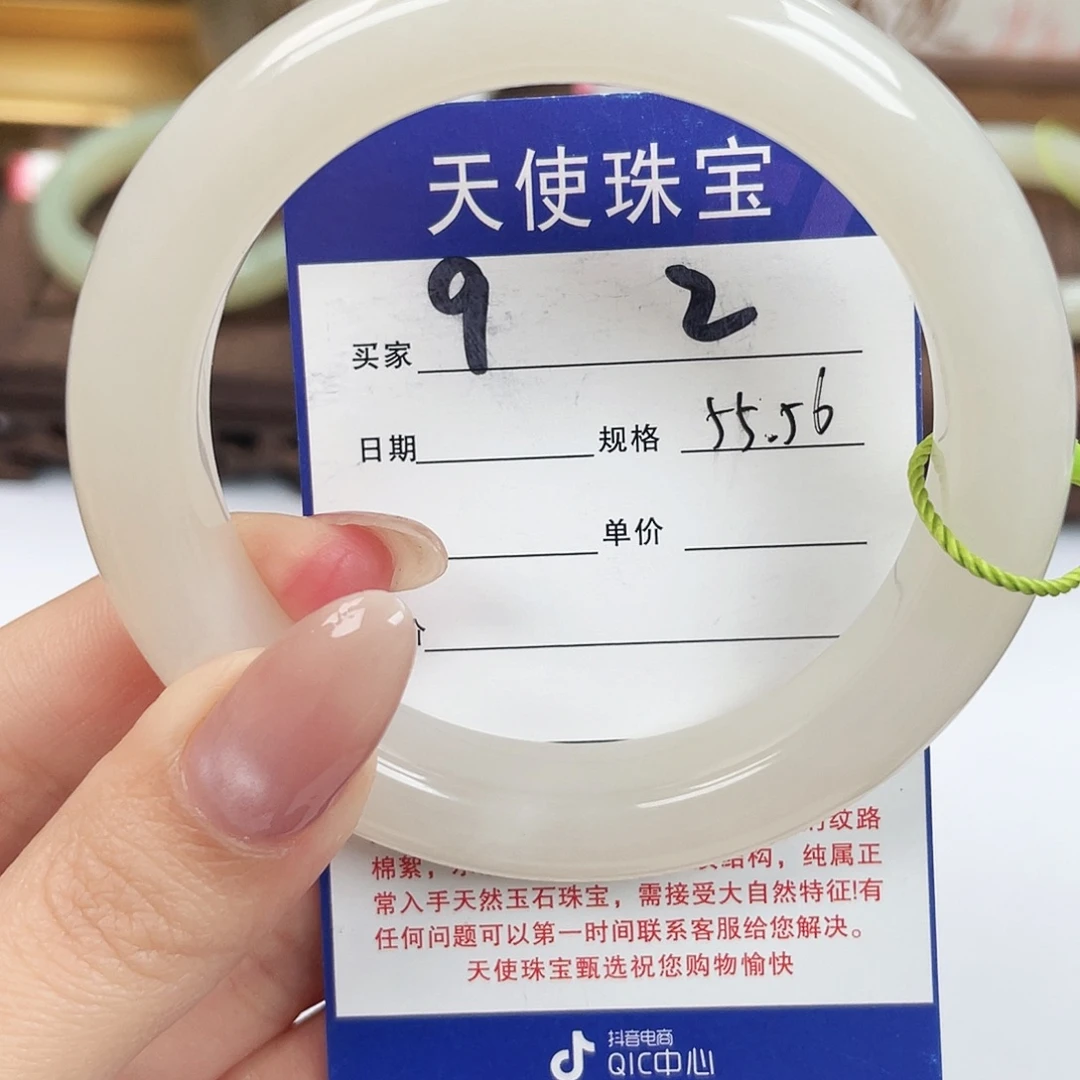 天使珠宝
买家 9 2
日期 规格 55.56
单价
纹路
棉絮， 结构，纯属正
常入手天然玉石珠宝，需接受大自然特征!有
任何问题可以第一时间联系客服给您解决。
天使珠宝甄选祝您购物愉快
抖音电商
QIC中心